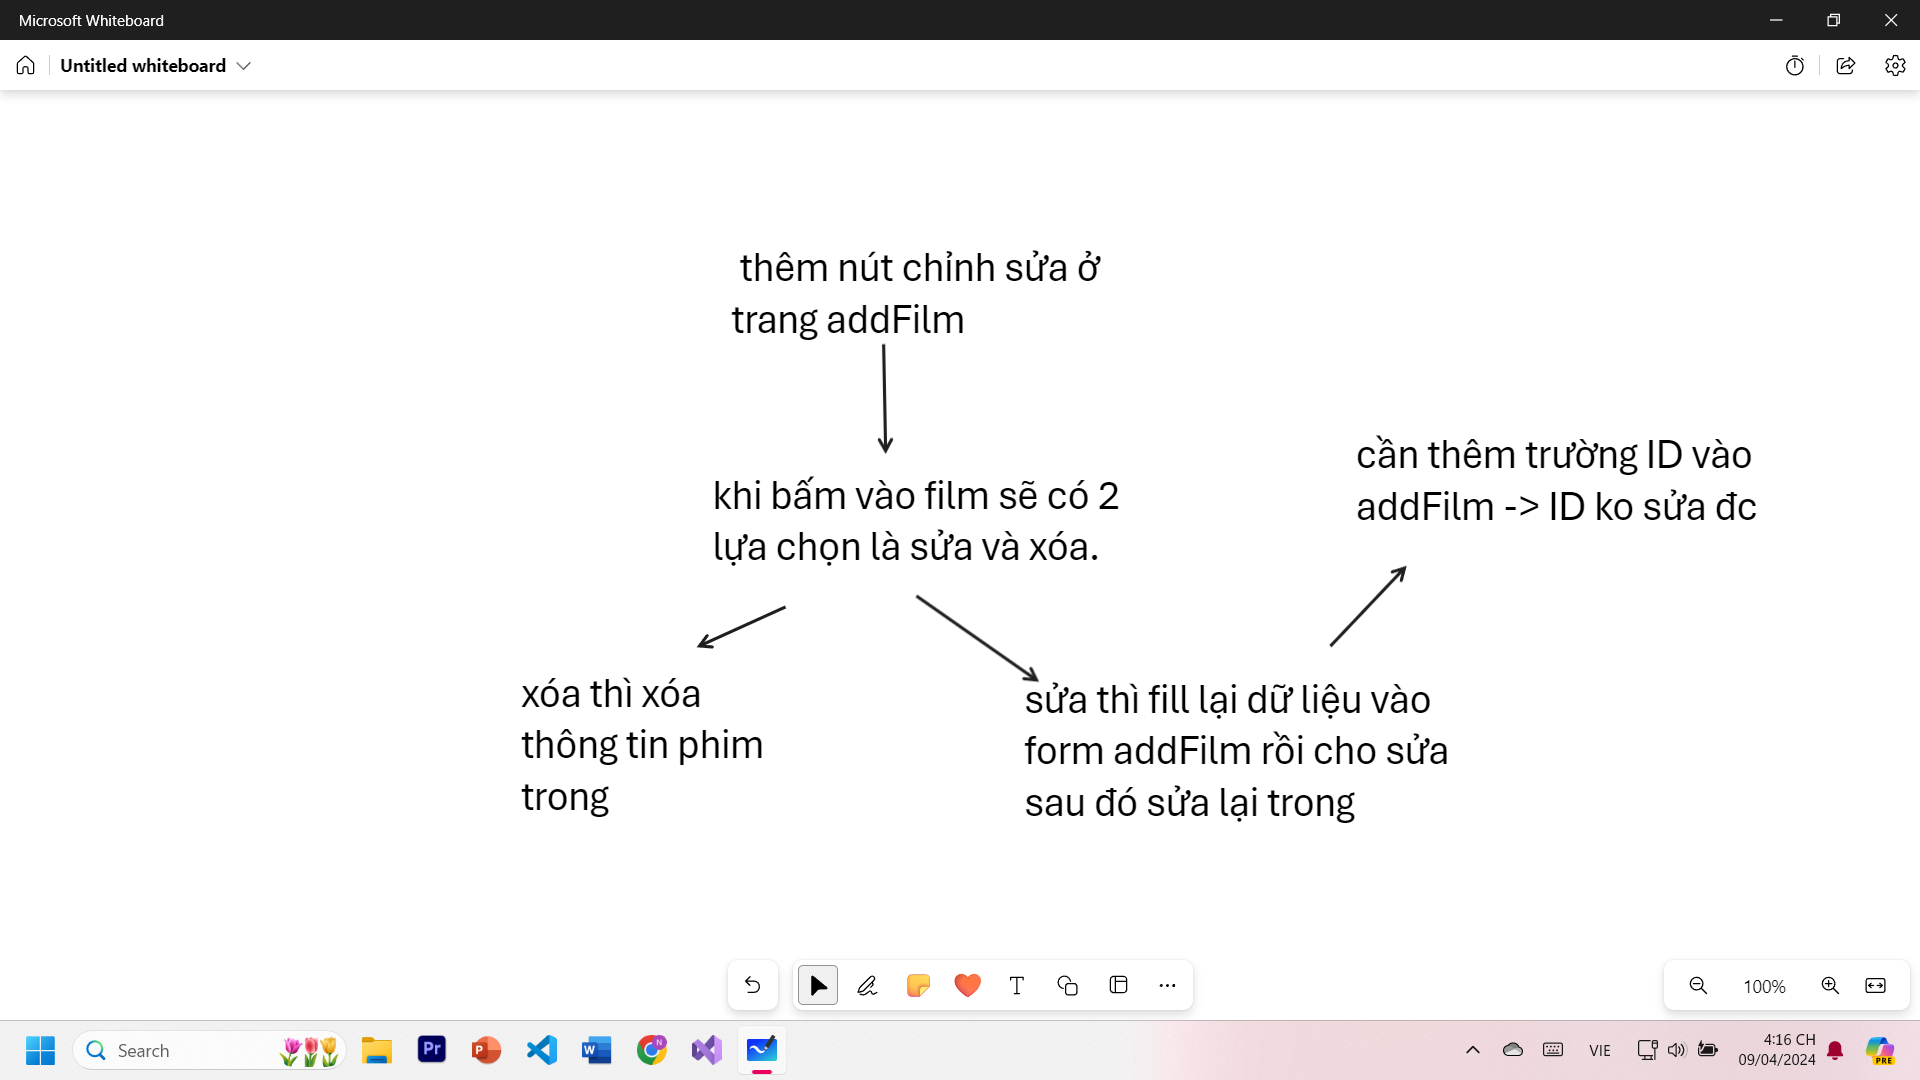 Microsoft Whiteboard
Untitled whiteboard
thêm nút chỉnh sửa ở
trang addFilm
khi bấm vào film sẽ có 2
lựa chọn là sửa và xóa.
cần thêm trường ID vào
addFilm -> ID ko sửa đc
xóa thì xóa
thông tin phim
trong
sửa thì fill lại dữ liệu vào
form addFilm rồi cho sửa
sau đó sửa lại trong
100%
Search
Pr
P
W
N
VIE
4:16 CH
09/04/2024
PRE